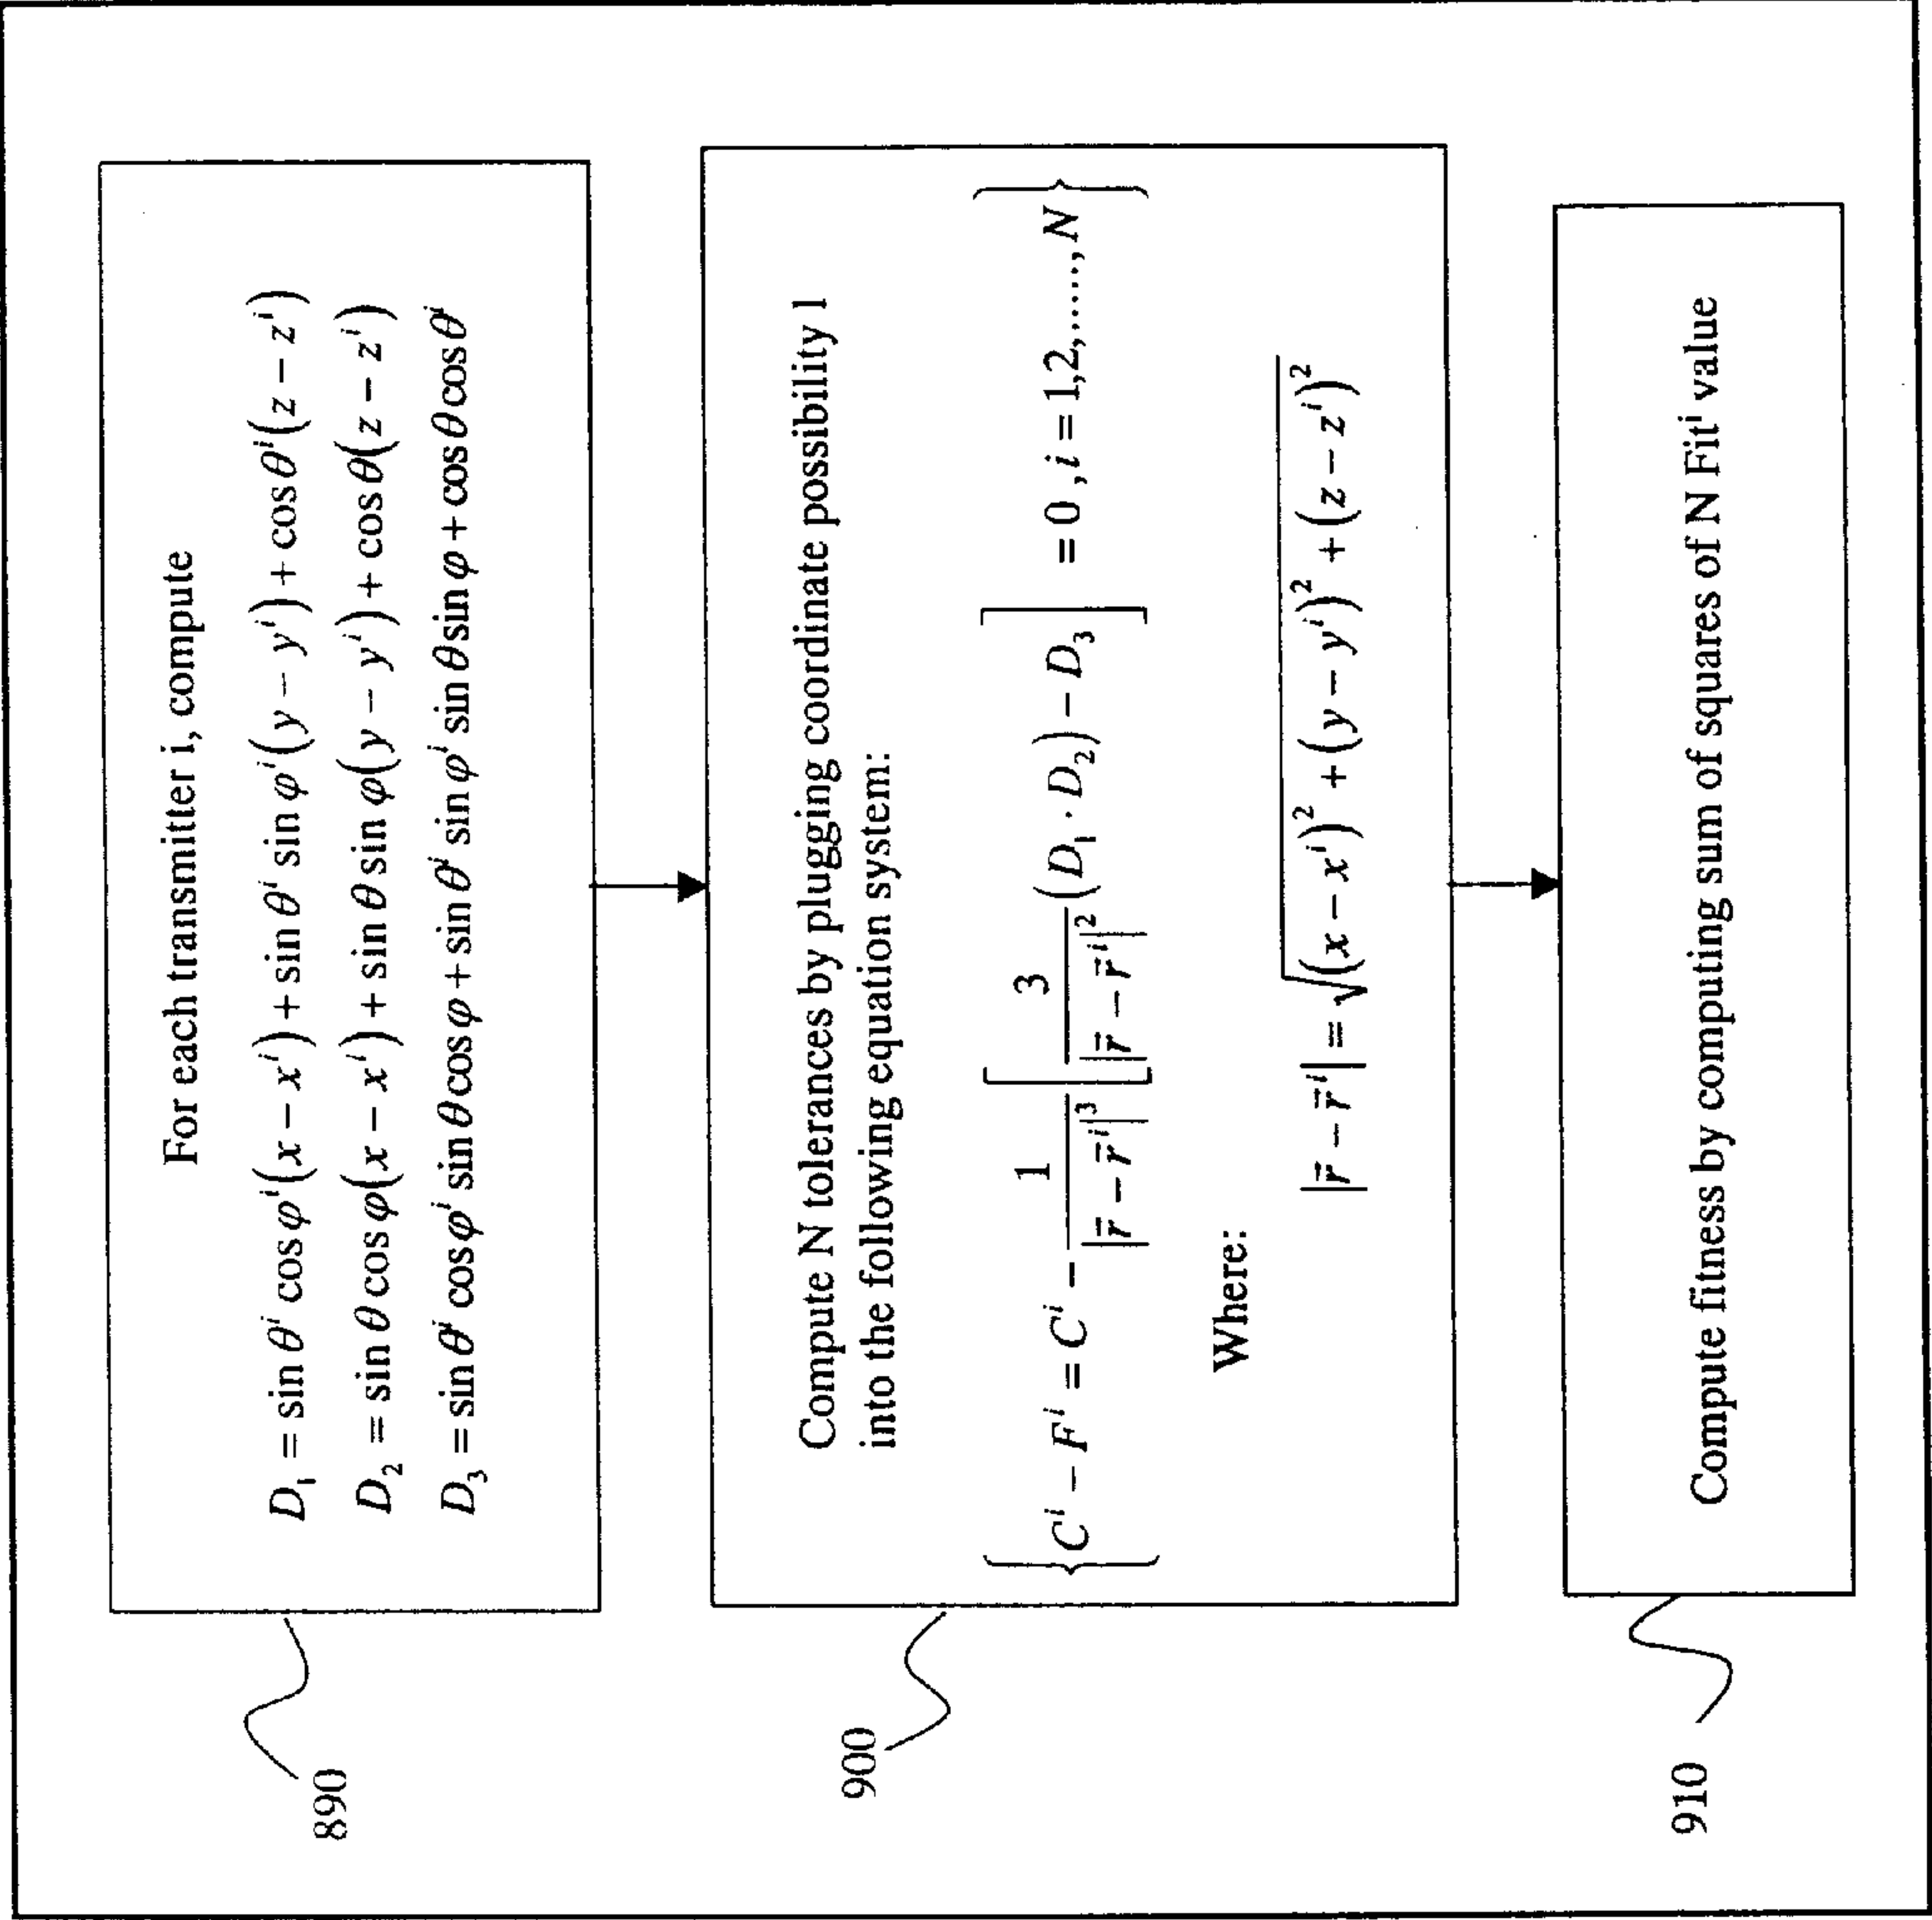 For each transmitter i, compute
D₁ = sin θⁱ cos φⁱ(x − xⁱ) + sin θⁱ sin φⁱ(y − yⁱ) + cos θⁱ(z − zⁱ)
D₂ = sin θ cos φ(x − xⁱ) + sin θ sin φ(y − yⁱ) + cos θ(z − zⁱ)
D₃ = sin θⁱ cos φⁱ sin θ cos φ + sin θⁱ sin φⁱ sin θ sin φ + cos θ cos θⁱ
890
Compute N tolerances by plugging coordinate possibility l
into the following equation system:
{Cⁱ − Fⁱ = Cⁱ − 1/|r̄ − r̄ⁱ|³ [3/|r̄ − r̄ⁱ|² (D₁ · D₂) − D₃] = 0, i = 1,2,......, N}
Where:
|r̄ − r̄ⁱ| = √(x − xⁱ)² + (y − yⁱ)² + (z − zⁱ)²
900
Compute fitness by computing sum of squares of N Fitⁱ value
910